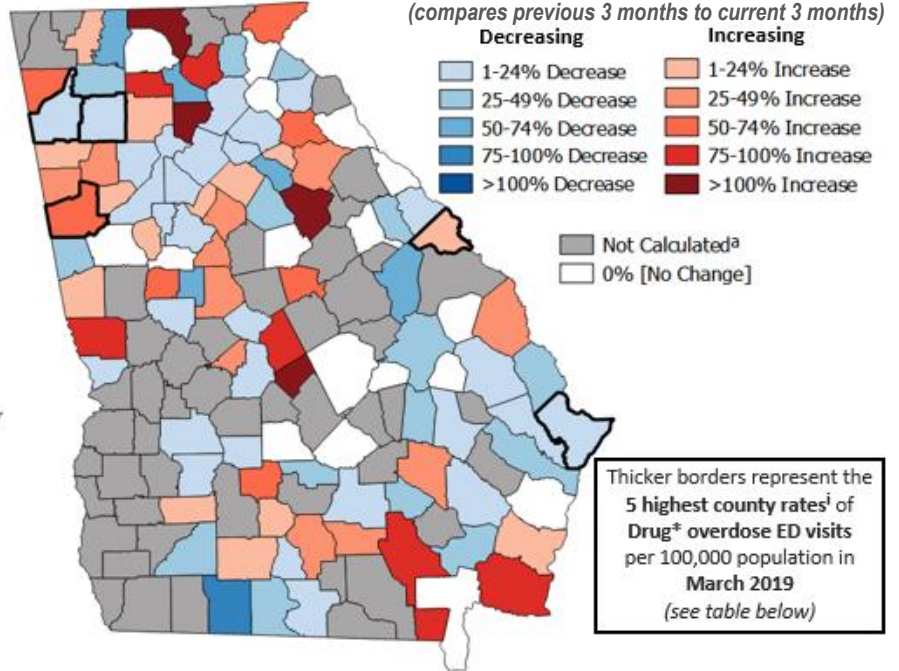 (compares previous 3 months to current 3 months)
Decreasing
1-24% Decrease
25-49% Decrease
50-74% Decrease
75-100% Decrease
>100% Decrease
Increasing
1-24% Increase
25-49% Increase
50-74% Increase
75-100% Increase
>100% Increase
Not Calculatedª
0% [No Change]
Thicker borders represent the
5 highest county ratesⁱ of
Drug* overdose ED visits
per 100,000 population in
March 2019
(see table below)